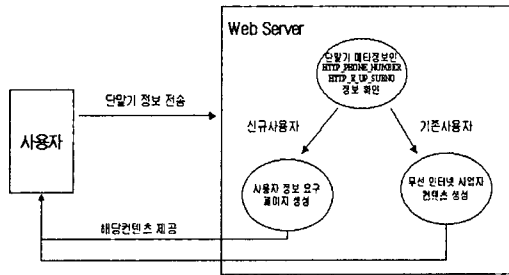 Web Server
단말기 메타정보인
HTTP_PHONE_NUMBER
HTTP_X_UP_SUBNO
정보 확인
단말기 정보 전송
사용자
신규사용자
기존사용자
사용자 정보 요구
페이지 생성
무선 인터넷 사업자
컨텐츠 생성
해당컨텐츠 제공